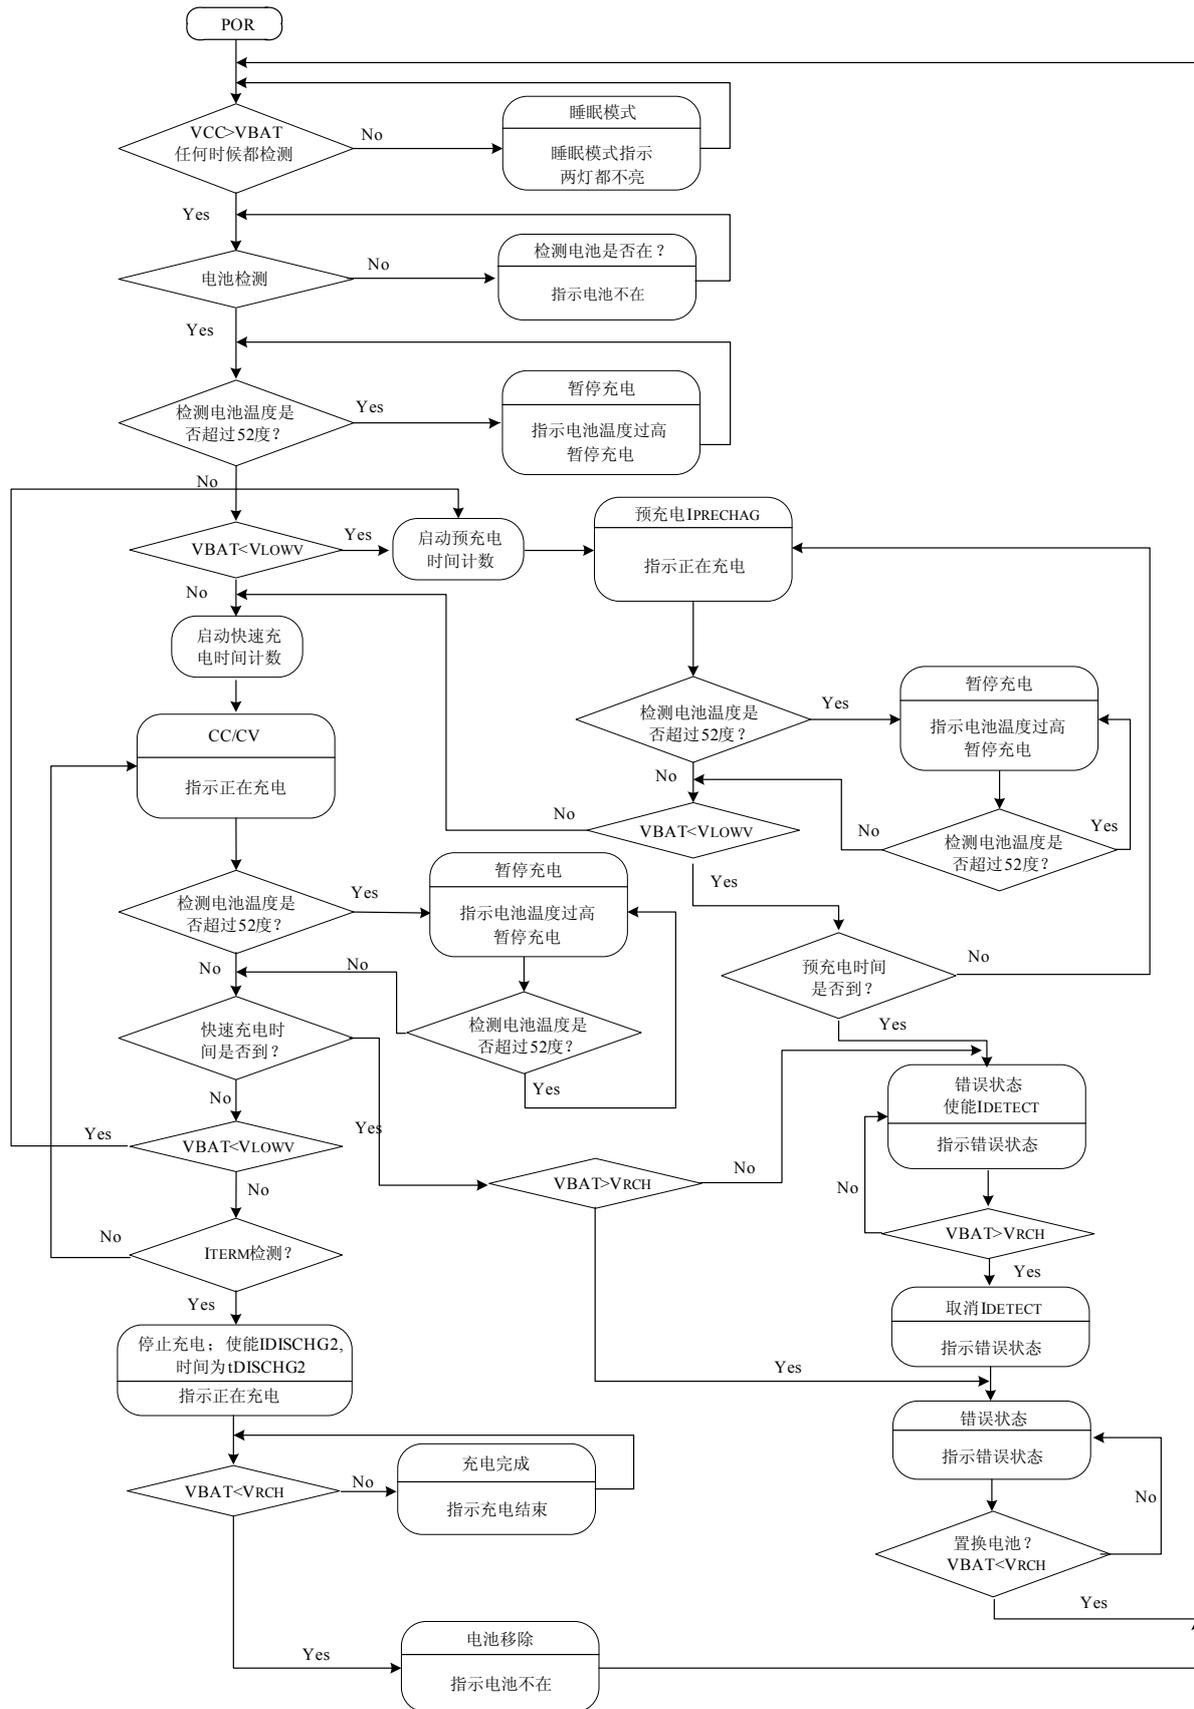 POR
VCC>VBAT
任何时候都检测
No
睡眠模式
睡眠模式指示
两灯都不亮
Yes
电池检测
No
检测电池是否在？
指示电池不在
Yes
检测电池温度是
否超过52度？
Yes
暂停充电
指示电池温度过高
暂停充电
No
VBAT<VLOWV
Yes
启动预充电
时间计数
预充电IPRECHAG
指示正在充电
No
启动快速充
电时间计数
检测电池温度是
否超过52度？
Yes
暂停充电
指示电池温度过高
暂停充电
CC/CV
指示正在充电
No
VBAT<VLOWV
No
检测电池温度是
否超过52度？
No
Yes
Yes
检测电池温度是
否超过52度？
Yes
暂停充电
指示电池温度过高
暂停充电
预充电时间
是否到？
No
Yes
No
No
检测电池温度是
否超过52度？
Yes
快速充电时
间是否到？
No
Yes
错误状态
使能IDETECT
指示错误状态
VBAT<VLOWV
Yes
No
VBAT>VRCH
No
Yes
No
VBAT>VRCH
Yes
ITERM检测？
No
Yes
取消IDETECT
指示错误状态
停止充电；使能IDISCHG2,
时间为tDISCHG2
指示正在充电
错误状态
指示错误状态
VBAT<VRCH
No
充电完成
指示充电结束
置换电池？
VBAT<VRCH
No
Yes
Yes
电池移除
指示电池不在